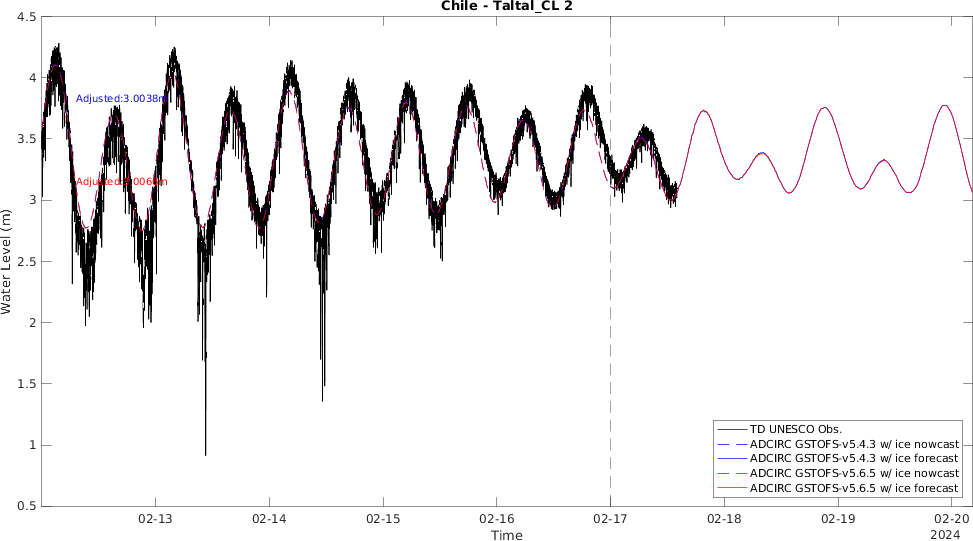 Chile - Taltal_CL 2
4.5
4
3.5
3
2.5
2
1.5
1
0.5
Water Level (m)
Adjusted:3.0038m
TD UNESCO Obs.
ADCIRC GSTOFS-v5.4.3 w/ ice nowcast
ADCIRC GSTOFS-v5.4.3 w/ ice forecast
ADCIRC GSTOFS-v5.6.5 w/ ice nowcast
ADCIRC GSTOFS-v5.6.5 w/ ice forecast
02-13
02-14
02-15
02-16
02-17
02-18
02-19
02-20
2024
Time